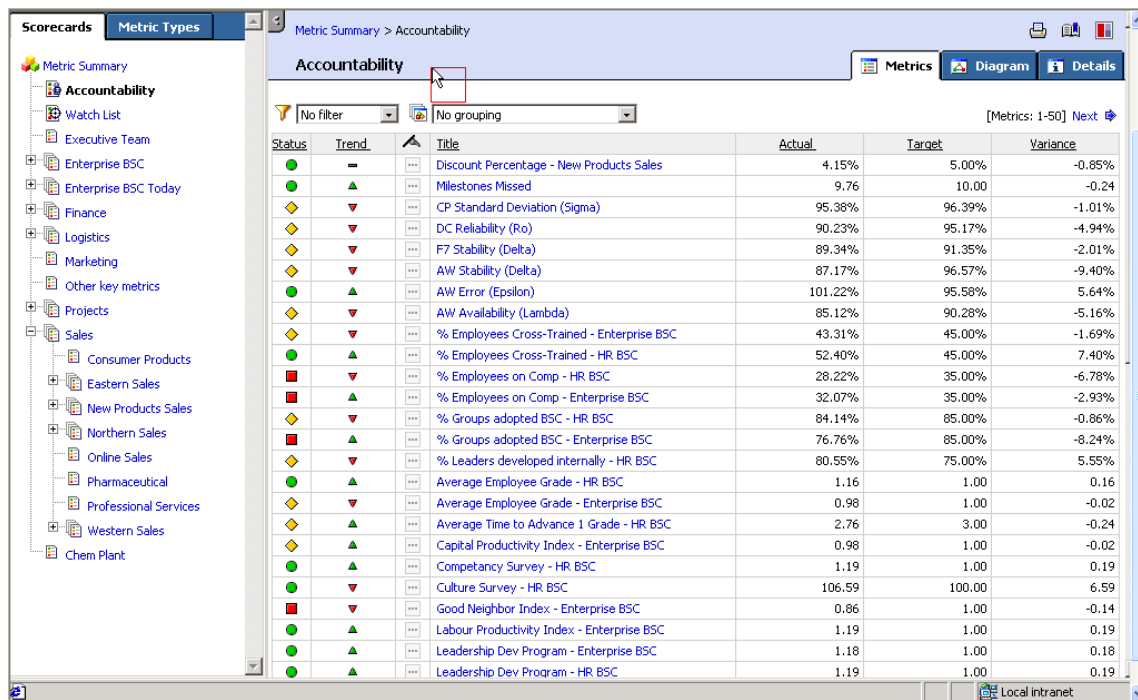 Scorecards Metric Types
Metric Summary
Accountability
Watch List
Executive Team
Enterprise BSC
Enterprise BSC Today
Finance
Logistics
Marketing
Other key metrics
Projects
Sales
Consumer Products
Eastern Sales
New Products Sales
Northern Sales
Online Sales
Pharmaceutical
Professional Services
Western Sales
Chem Plant
Metric Summary > Accountability
Accountability
Metrics Diagram Details
No filter No grouping [Metrics: 1-50] Next
Status Trend Title Actual Target Variance
Discount Percentage - New Products Sales 4.15% 5.00% -0.85%
Milestones Missed 9.76 10.00 -0.24
CP Standard Deviation (Sigma) 95.38% 96.39% -1.01%
DC Reliability (Ro) 90.23% 95.17% -4.94%
F7 Stability (Delta) 89.34% 91.35% -2.01%
AW Stability (Delta) 87.17% 96.57% -9.40%
AW Error (Epsilon) 101.22% 95.58% 5.64%
AW Availability (Lambda) 85.12% 90.28% -5.16%
% Employees Cross-Trained - Enterprise BSC 43.31% 45.00% -1.69%
% Employees Cross-Trained - HR BSC 52.40% 45.00% 7.40%
% Employees on Comp - HR BSC 28.22% 35.00% -6.78%
% Employees on Comp - Enterprise BSC 32.07% 35.00% -2.93%
% Groups adopted BSC - HR BSC 84.14% 85.00% -0.86%
% Groups adopted BSC - Enterprise BSC 76.76% 85.00% -8.24%
% Leaders developed internally - HR BSC 80.55% 75.00% 5.55%
Average Employee Grade - HR BSC 1.16 1.00 0.16
Average Employee Grade - Enterprise BSC 0.98 1.00 -0.02
Average Time to Advance 1 Grade - HR BSC 2.76 3.00 -0.24
Capital Productivity Index - Enterprise BSC 0.98 1.00 -0.02
Competancy Survey - HR BSC 1.19 1.00 0.19
Culture Survey - HR BSC 106.59 100.00 6.59
Good Neighbor Index - Enterprise BSC 0.86 1.00 -0.14
Labour Productivity Index - Enterprise BSC 1.19 1.00 0.19
Leadership Dev Program - Enterprise BSC 1.18 1.00 0.18
Leadership Dev Program - HR BSC 1.19 1.00 0.19
Local intranet